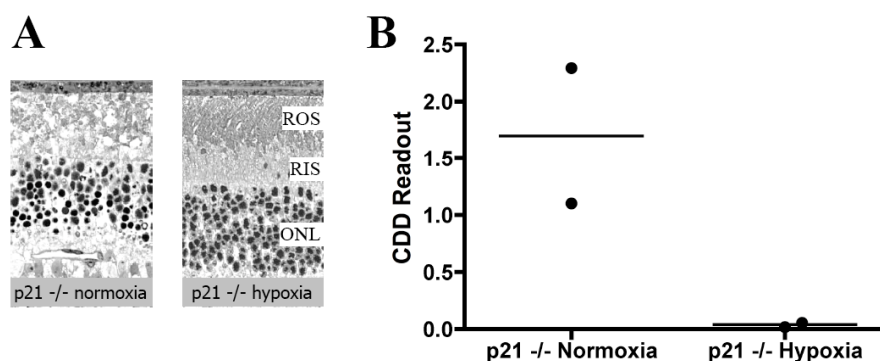 A
ROS
RIS
ONL
p21 -/- normoxia
p21 -/- hypoxia
B
CDD Readout
2.5
2.0
1.5
1.0
0.5
0.0
p21 -/- Normoxia
p21 -/- Hypoxia